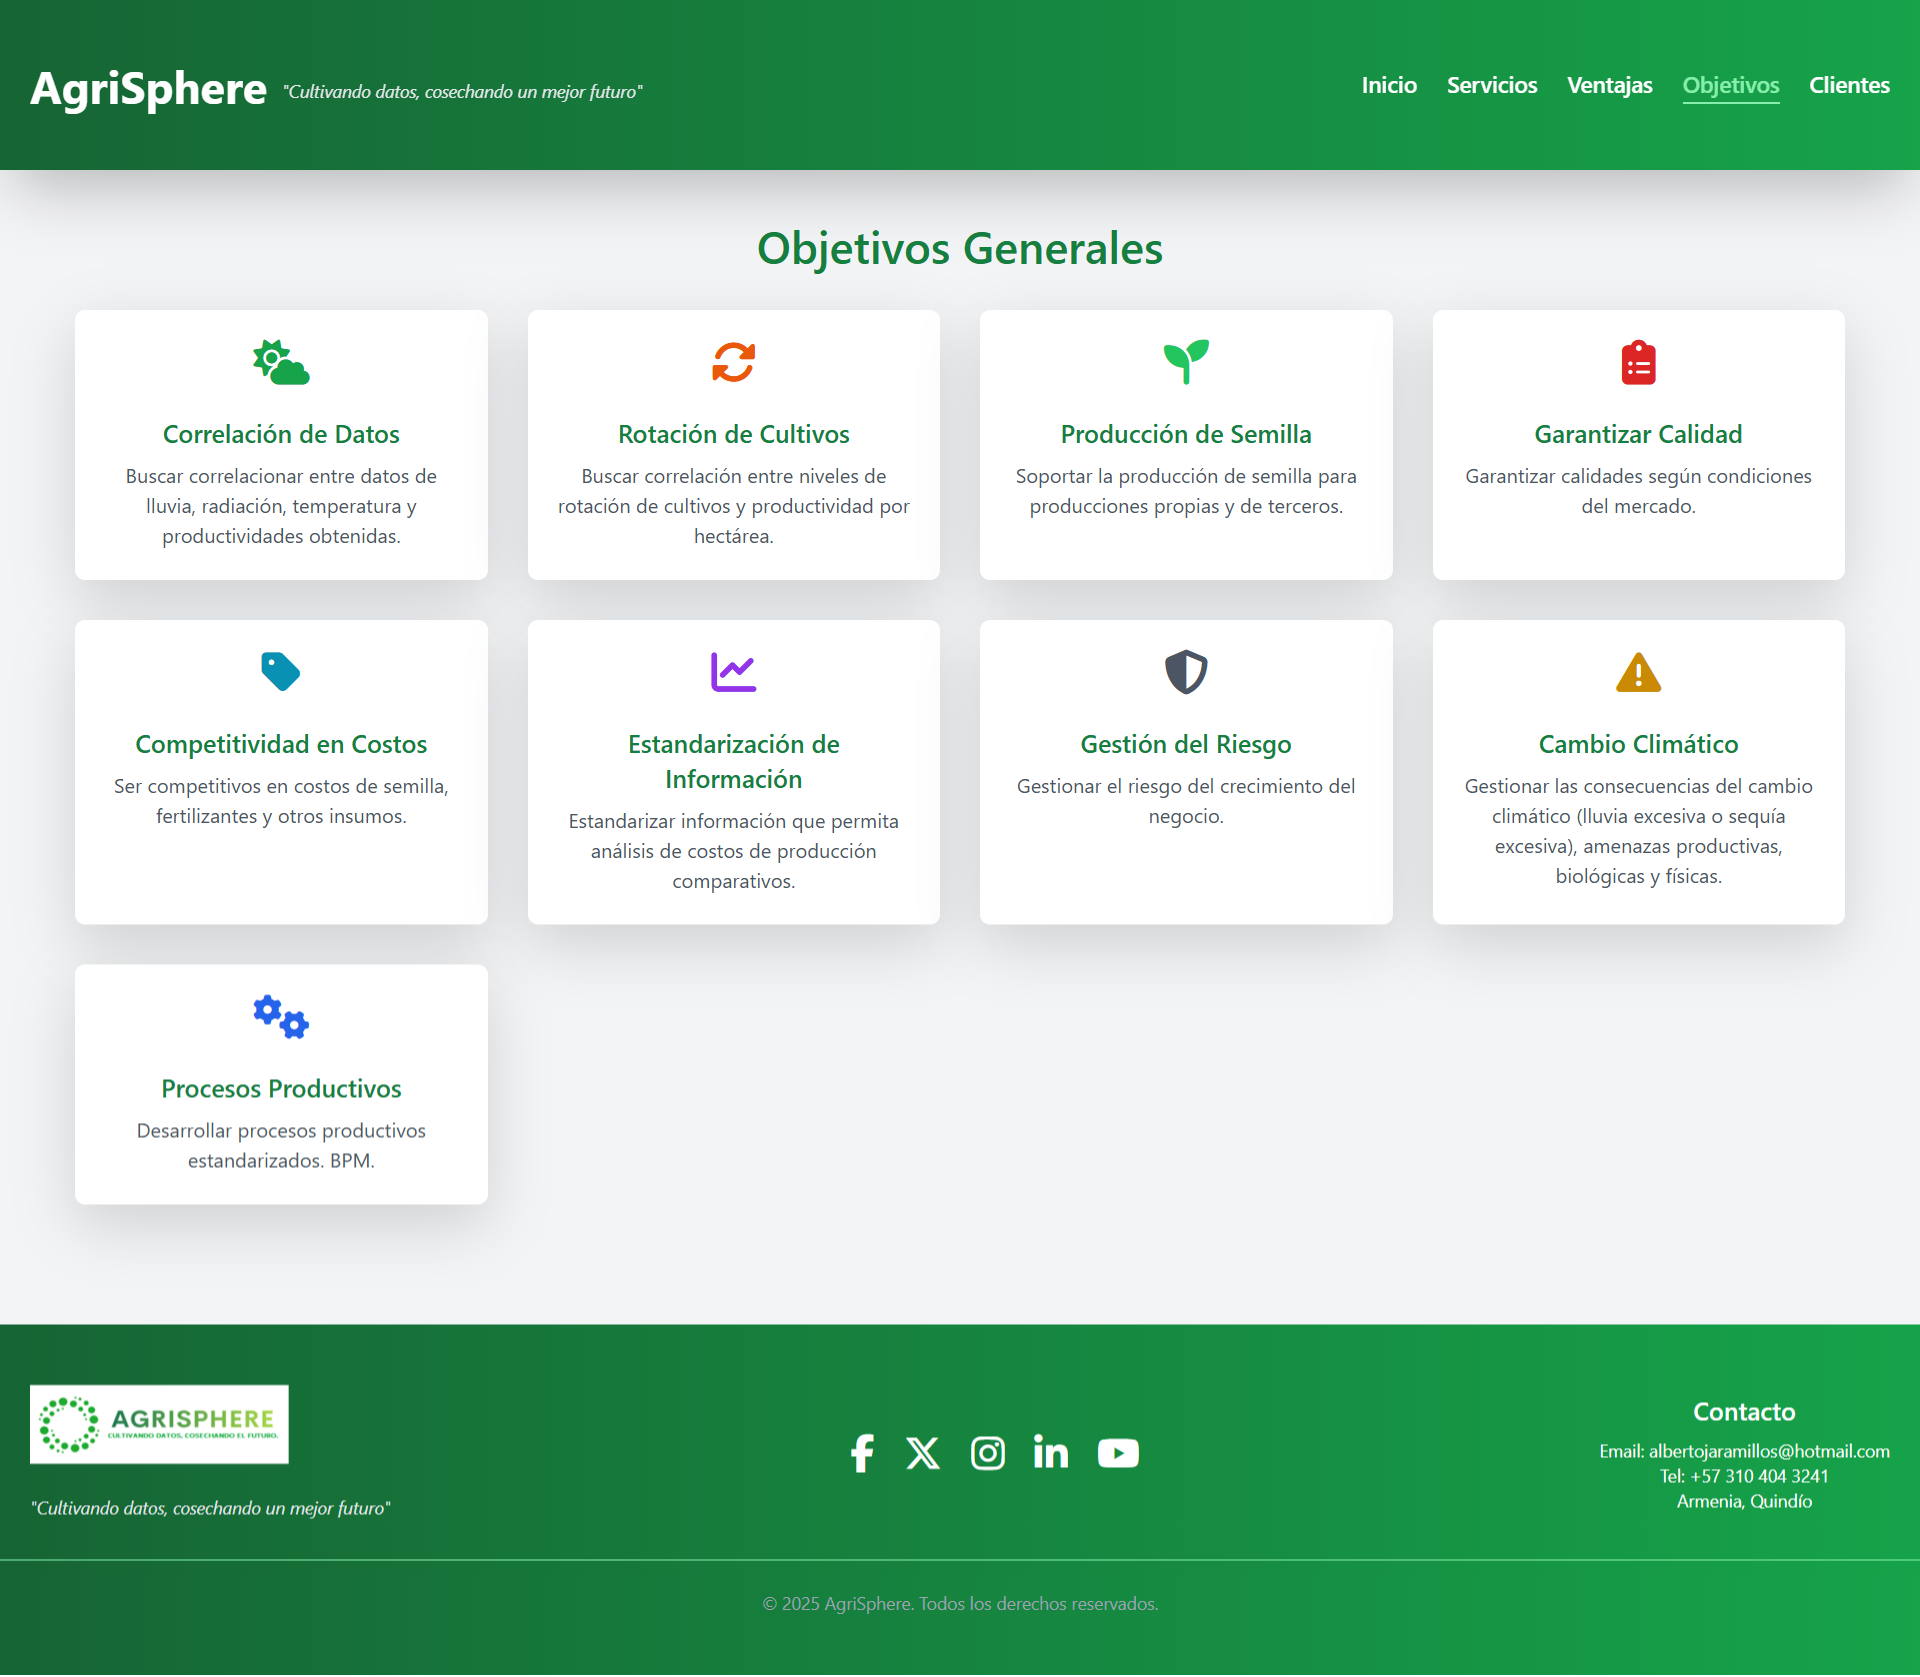 AgriSphere
"Cultivando datos, cosechando un mejor futuro"
Inicio
Servicios
Ventajas
Objetivos
Clientes
Objetivos Generales
Correlación de Datos
Buscar correlacionar entre datos de
lluvia, radiación, temperatura y
productividades obtenidas.
Rotación de Cultivos
Buscar correlación entre niveles de
rotación de cultivos y productividad por
hectárea.
Producción de Semilla
Soportar la producción de semilla para
producciones propias y de terceros.
Garantizar Calidad
Garantizar calidades según condiciones
del mercado.
Competitividad en Costos
Ser competitivos en costos de semilla,
fertilizantes y otros insumos.
Estandarización de
Información
Estandarizar información que permita
análisis de costos de producción
comparativos.
Gestión del Riesgo
Gestionar el riesgo del crecimiento del
negocio.
Cambio Climático
Gestionar las consecuencias del cambio
climático (lluvia excesiva o sequía
excesiva), amenazas productivas,
biológicas y físicas.
Procesos Productivos
Desarrollar procesos productivos
estandarizados. BPM.
AGRISPHERE
CULTIVANDO DATOS, COSECHANDO EL FUTURO.
"Cultivando datos, cosechando un mejor futuro"
Contacto
Email: albertojaramillos@hotmail.com
Tel: +57 310 404 3241
Armenia, Quindío
© 2025 AgriSphere. Todos los derechos reservados.